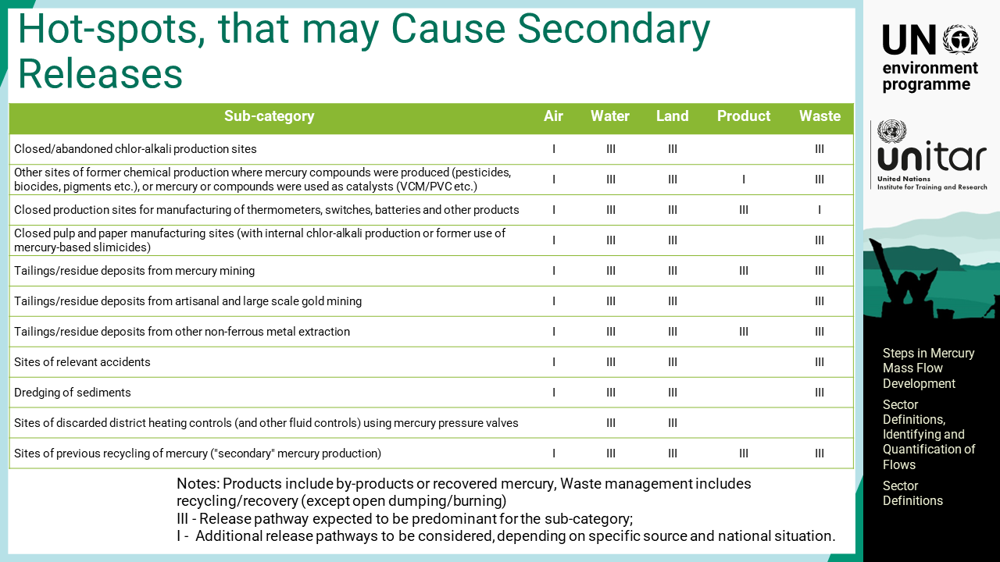 Hot-spots, that may Cause Secondary
Releases
Sub-category Air Water Land Product Waste
Closed/abandoned chlor-alkali production sites I III III III
Other sites of former chemical production where mercury compounds were produced (pesticides,
biocides, pigments etc.), or mercury or compounds were used as catalysts (VCM/PVC etc.) I III III I III
Closed production sites for manufacturing of thermometers, switches, batteries and other products I III III III I
Closed pulp and paper manufacturing sites (with internal chlor-alkali production or former use of
mercury-based slimicides) I III III III
Tailings/residue deposits from mercury mining I III III III III
Tailings/residue deposits from artisanal and large scale gold mining I III III III
Tailings/residue deposits from other non-ferrous metal extraction I III III III III
Sites of relevant accidents I III III III
Dredging of sediments I III III III
Sites of discarded district heating controls (and other fluid controls) using mercury pressure valves III III
Sites of previous recycling of mercury ("secondary" mercury production) I III III III III
Notes: Products include by-products or recovered mercury, Waste management includes
recycling/recovery (except open dumping/burning)
III - Release pathway expected to be predominant for the sub-category;
I - Additional release pathways to be considered, depending on specific source and national situation.
UN
environment
programme
unitar
United Nations
Institute for Training and Research
Steps in Mercury
Mass Flow
Development
Sector
Definitions,
Identifying and
Quantification of
Flows
Sector
Definitions